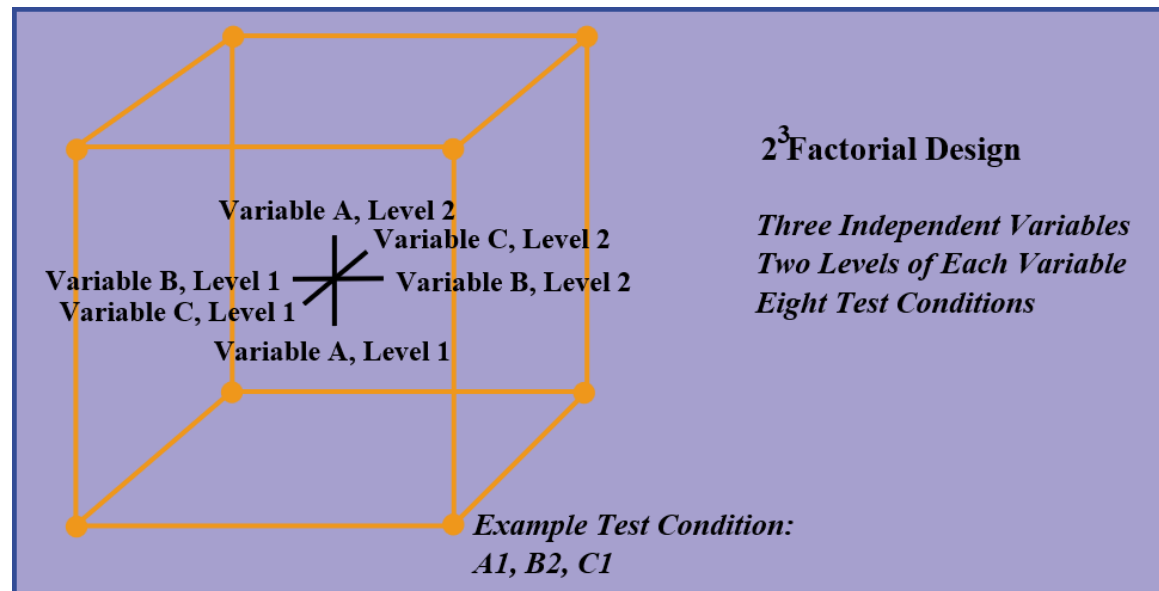 2³Factorial Design
Variable A, Level 2
Variable C, Level 2
Variable B, Level 1
Variable B, Level 2
Variable C, Level 1
Variable A, Level 1
Three Independent Variables
Two Levels of Each Variable
Eight Test Conditions
Example Test Condition:
A1, B2, C1